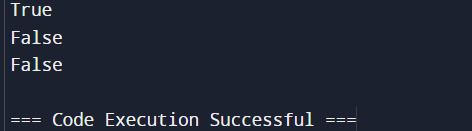 True
False
False
=== Code Execution Successful ===